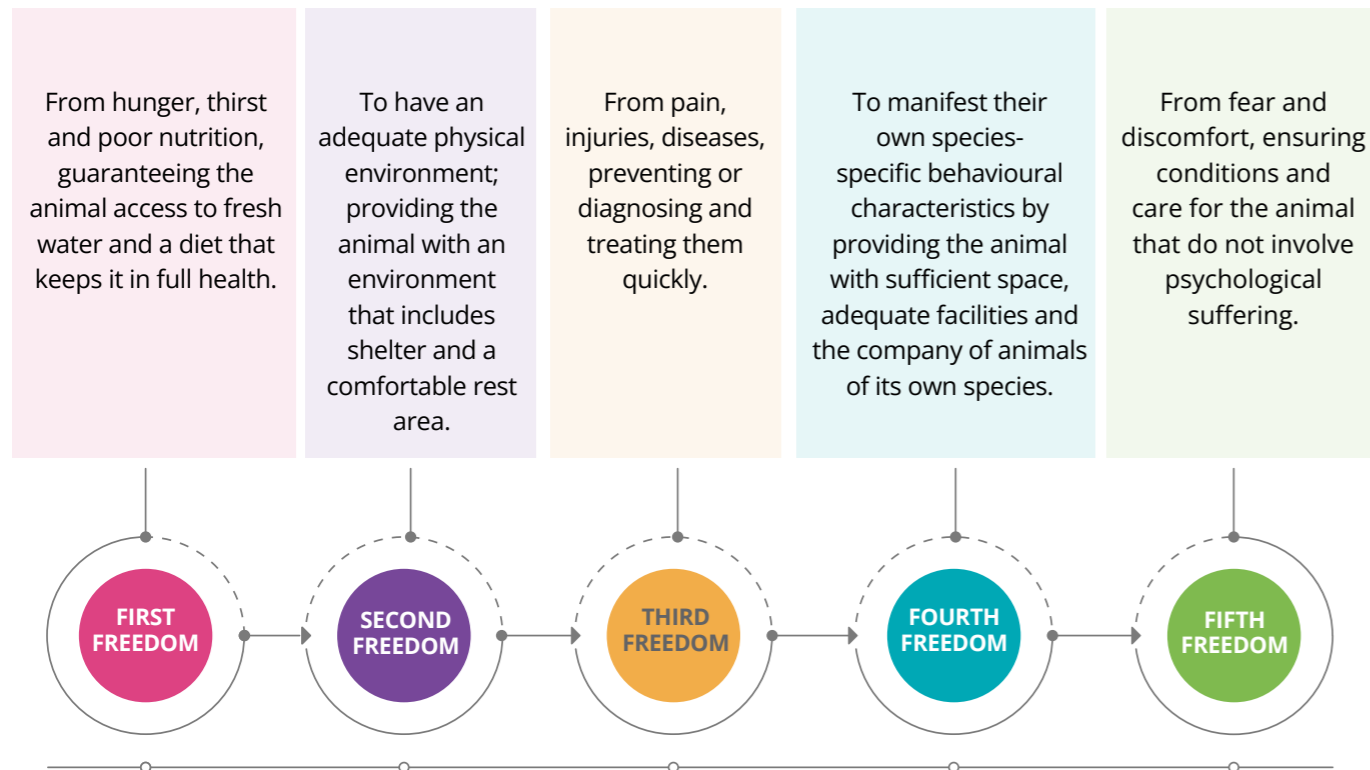 From hunger, thirst
and poor nutrition,
guaranteeing the
animal access to fresh
water and a diet that
keeps it in full health.
To have an
adequate physical
environment;
providing the
animal with an
environment
that includes
shelter and a
comfortable rest
area.
From pain,
injuries, diseases,
preventing or
diagnosing and
treating them
quickly.
To manifest their
own species-
specific behavioural
characteristics by
providing the animal
with sufficient space,
adequate facilities and
the company of animals
of its own species.
From fear and
discomfort, ensuring
conditions and
care for the animal
that do not involve
psychological
suffering.
FIRST
FREEDOM
SECOND
FREEDOM
THIRD
FREEDOM
FOURTH
FREEDOM
FIFTH
FREEDOM